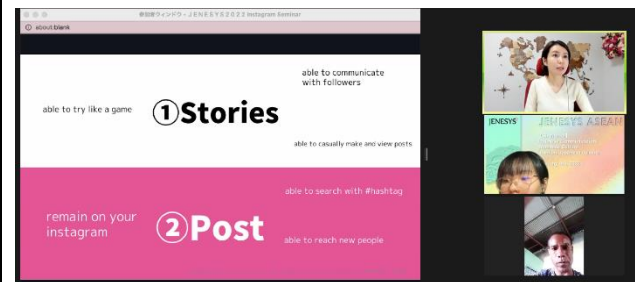 参加者ウィンドウ - JENESYS2023 Instagram Seminar
about:blank
able to communicate
with followers
able to try like a game
①Stories
able to casually make and view posts
able to search with #hashtag
remain on your
instagram
②Post
able to reach new people
JENESYS
JENESYS ASEAN